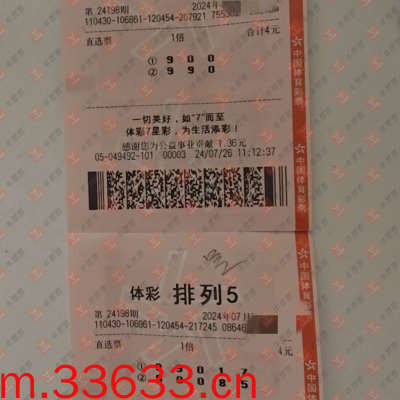 第 24198期 2024年
110430-106861-120454-207921
直选票 1倍 合计4元
① 9 0 0
② 9 9 0
一切美好，如"7"而至
体彩7星彩，为生活添彩！
感谢您为公益事业贡献 1.36元
05-049492-101 00003 24/07/26 11:12:37
中国体育彩票
体彩 排列5
第 24198期 2024年07月
110430-106861-120454-217245 08646
直选票 1倍 4元
m.33633.cn